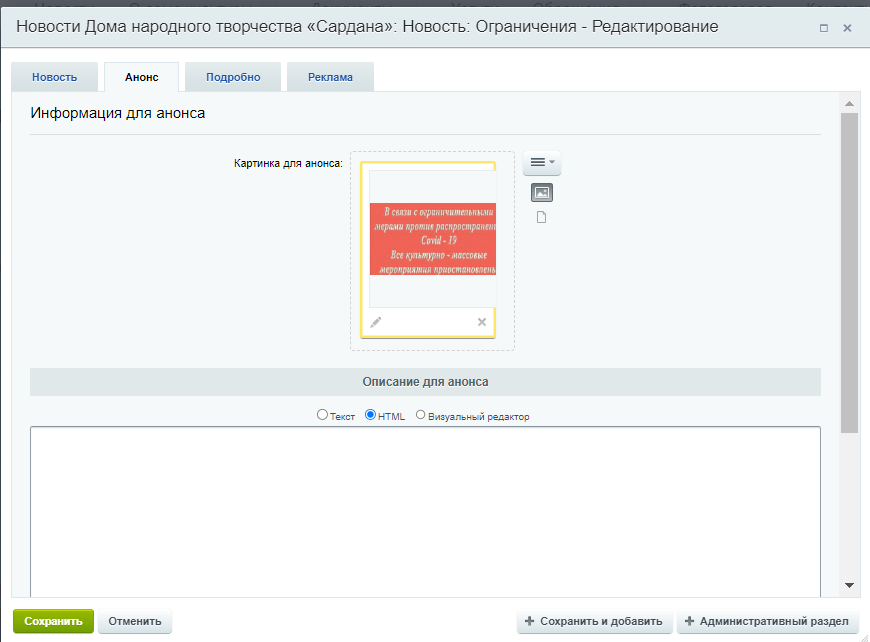 Новости Дома народного творчества «Сардана»: Новость: Ограничения - Редактирование
Новость
Анонс
Подробно
Реклама
Информация для анонса
Картинка для анонса:
В связи с ограничительными
мерами против
Covid - 19
Все культурно - массовые
мероприятия
Описание для анонса
Текст
HTML
Визуальный редактор
Сохранить
Отменить
Сохранить и добавить
Административный раздел